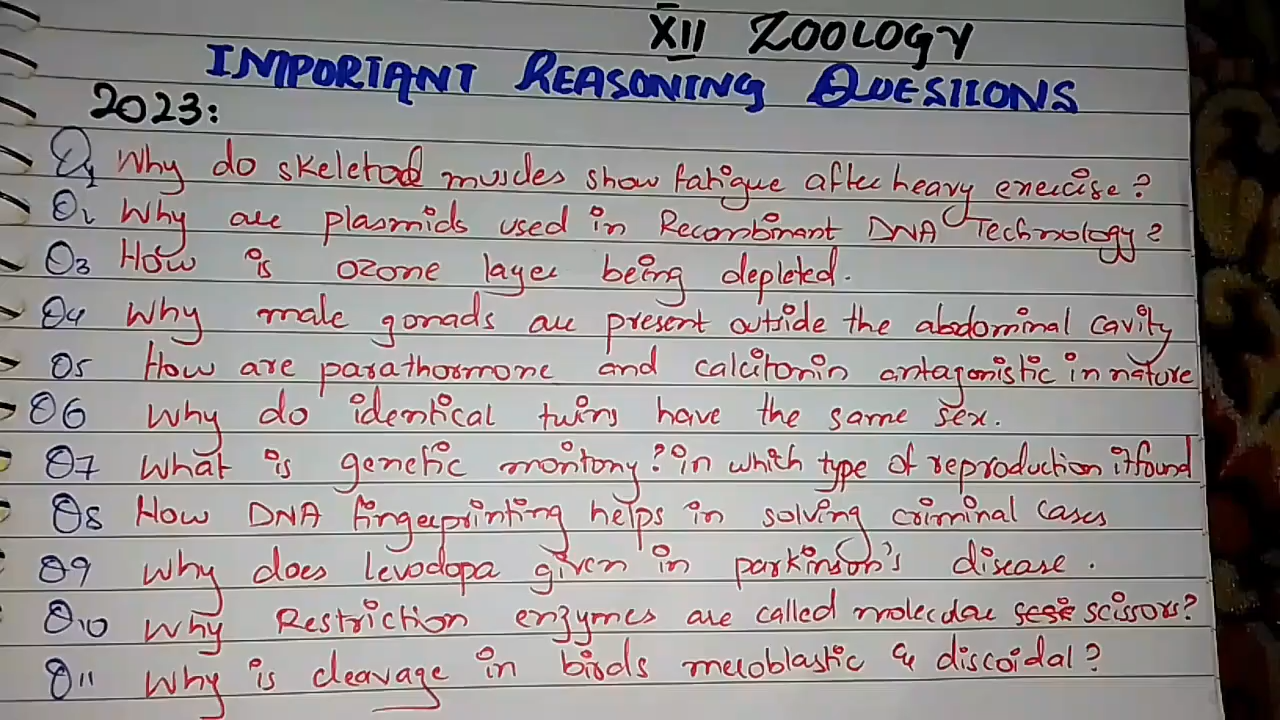 XII ZOOLOGY
IMPORTANT REASONING QUESTIONS
2023:
Q1 Why do skeletal muscles show fatigue after heavy exercise?
Q2 Why are plasmids used in Recombinant DNA Technology?
Q3 How is ozone layer being depleted.
Q4 Why male gonads are present outside the abdominal cavity
Q5 How are parathormone and calcitonin antagonistic in nature
Q6 Why do identical twins have the same sex.
Q7 What is genetic montony? in which type of reproduction it found
Q8 How DNA fingerprinting helps in solving criminal cases
Q9 Why does levodopa given in parkinson's disease.
Q10 Why Restriction enzymes are called molecular scissors?
Q11 Why is cleavage in birds meroblastic & discoidal?